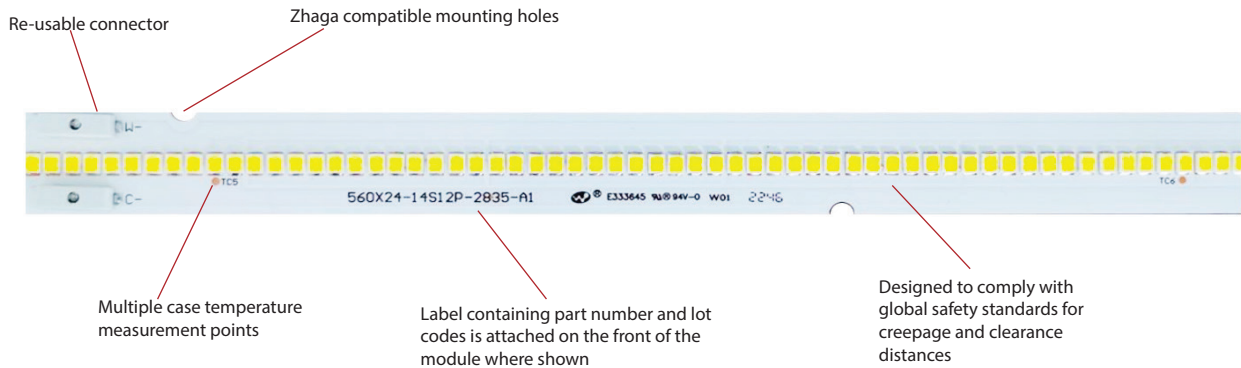 Re-usable connector
Zhaga compatible mounting holes
W-
TC5
C-
560X24-14S12P-2835-A1
® E333645 94V-0 W01 2246
TC6
Multiple case temperature
measurement points
Label containing part number and lot
codes is attached on the front of the
module where shown
Designed to comply with
global safety standards for
creepage and clearance
distances